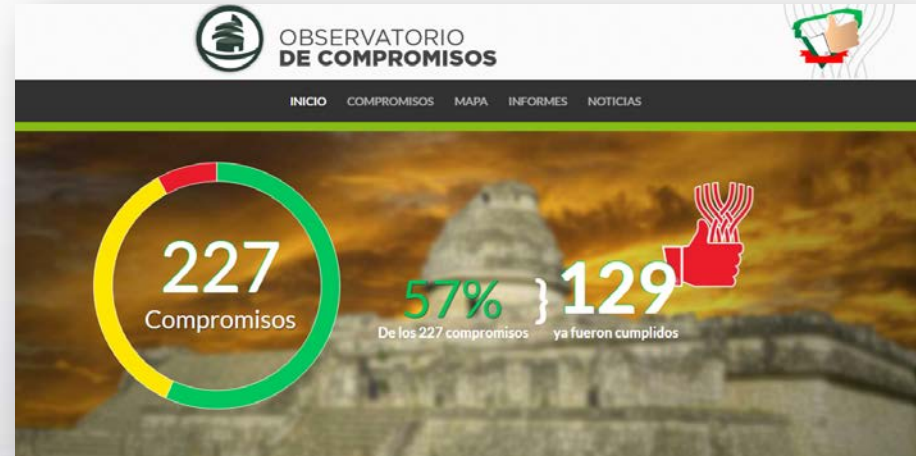 OBSERVATORIO
DE COMPROMISOS
INICIO COMPROMISOS MAPA INFORMES NOTICIAS
227
Compromisos
57% } 129
De los 227 compromisos ya fueron cumplidos